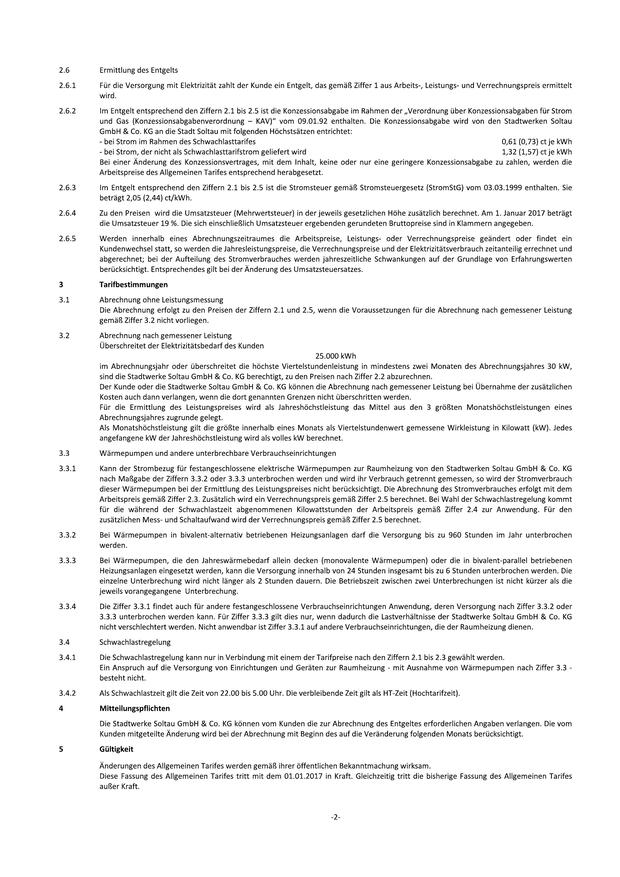 2.6 Ermittlung des Entgelts
2.6.1 Für die Versorgung mit Elektrizität zahlt der Kunde ein Entgelt, das gemäß Ziffer 1 aus Arbeits-, Leistungs- und Verrechnungspreis ermittelt
wird.
2.6.2 Im Entgelt entsprechend den Ziffern 2.1 bis 2.5 ist die Konzessionsabgabe im Rahmen der „Verordnung über Konzessionsabgaben für Strom
und Gas (Konzessionsabgabenverordnung – KAV)“ vom 09.01.92 enthalten. Die Konzessionsabgabe wird von den Stadtwerken Soltau
GmbH & Co. KG an die Stadt Soltau mit folgenden Höchstsätzen entrichtet:
- bei Strom im Rahmen des Schwachlasttarifes 0,61 (0,73) ct je kWh
- bei Strom, der nicht als Schwachlasttarifstrom geliefert wird 1,32 (1,57) ct je kWh
Bei einer Änderung des Konzessionsvertrages, mit dem Inhalt, keine oder nur eine geringere Konzessionsabgabe zu zahlen, werden die
Arbeitspreise des Allgemeinen Tarifes entsprechend herabgesetzt.
2.6.3 Im Entgelt entsprechend den Ziffern 2.1 bis 2.5 ist die Stromsteuer gemäß Stromsteuergesetz (StromStG) vom 03.03.1999 enthalten. Sie
beträgt 2,05 (2,44) ct/kWh.
2.6.4 Zu den Preisen wird die Umsatzsteuer (Mehrwertsteuer) in der jeweils gesetzlichen Höhe zusätzlich berechnet. Am 1. Januar 2017 beträgt
die Umsatzsteuer 19 %. Die sich einschließlich Umsatzsteuer ergebenden gerundeten Bruttopreise sind in Klammern angegeben.
2.6.5 Werden innerhalb eines Abrechnungszeitraumes die Arbeitspreise, Leistungs- oder Verrechnungspreise geändert oder findet ein
Kundenwechsel statt, so werden die Jahresleistungspreise, die Verrechnungspreise und der Elektrizitätsverbrauch zeitanteilig errechnet und
abgerechnet; bei der Aufteilung des Stromverbrauches werden jahreszeitliche Schwankungen auf der Grundlage von Erfahrungswerten
berücksichtigt. Entsprechendes gilt bei der Änderung des Umsatzsteuersatzes.
3 Tarifbestimmungen
3.1 Abrechnung ohne Leistungsmessung
Die Abrechnung erfolgt zu den Preisen der Ziffern 2.1 und 2.5, wenn die Voraussetzungen für die Abrechnung nach gemessener Leistung
gemäß Ziffer 3.2 nicht vorliegen.
3.2 Abrechnung nach gemessener Leistung
Überschreitet der Elektrizitätsbedarf des Kunden
25.000 kWh
im Abrechnungsjahr oder überschreitet die höchste Viertelstundenleistung in mindestens zwei Monaten des Abrechnungsjahres 30 kW,
sind die Stadtwerke Soltau GmbH & Co. KG berechtigt, zu den Preisen nach Ziffer 2.2 abzurechnen.
Der Kunde oder die Stadtwerke Soltau GmbH & Co. KG können die Abrechnung nach gemessener Leistung bei Übernahme der zusätzlichen
Kosten auch dann verlangen, wenn die dort genannten Grenzen nicht überschritten werden.
Für die Ermittlung des Leistungspreises wird als Jahreshöchstleistung das Mittel aus den 3 größten Monatshöchstleistungen eines
Abrechnungsjahres zugrunde gelegt.
Als Monatshöchstleistung gilt die größte innerhalb eines Monats als Viertelstundenwert gemessene Wirkleistung in Kilowatt (kW). Jedes
angefangene kW der Jahreshöchstleistung wird als volles kW berechnet.
3.3 Wärmepumpen und andere unterbrechbare Verbrauchseinrichtungen
3.3.1 Kann der Strombezug für festangeschlossene elektrische Wärmepumpen zur Raumheizung von den Stadtwerken Soltau GmbH & Co. KG
nach Maßgabe der Ziffern 3.3.2 oder 3.3.3 unterbrochen werden und wird ihr Verbrauch getrennt gemessen, so wird der Stromverbrauch
dieser Wärmepumpen bei der Ermittlung des Leistungspreises nicht berücksichtigt. Die Abrechnung des Stromverbrauches erfolgt mit dem
Arbeitspreis gemäß Ziffer 2.3. Zusätzlich wird ein Verrechnungspreis gemäß Ziffer 2.5 berechnet. Bei Wahl der Schwachlastregelung kommt
für die während der Schwachlastzeit abgenommenen Kilowattstunden der Arbeitspreis gemäß Ziffer 2.4 zur Anwendung. Für den
zusätzlichen Mess- und Schaltaufwand wird der Verrechnungspreis gemäß Ziffer 2.5 berechnet.
3.3.2 Bei Wärmepumpen in bivalent-alternativ betriebenen Heizungsanlagen darf die Versorgung bis zu 960 Stunden im Jahr unterbrochen
werden.
3.3.3 Bei Wärmepumpen, die den Jahreswärmebedarf allein decken (monovalente Wärmepumpen) oder die in bivalent-parallel betriebenen
Heizungsanlagen eingesetzt werden, kann die Versorgung innerhalb von 24 Stunden insgesamt bis zu 6 Stunden unterbrochen werden. Die
einzelne Unterbrechung wird nicht länger als 2 Stunden dauern. Die Betriebszeit zwischen zwei Unterbrechungen ist nicht kürzer als die
jeweils vorangegangene Unterbrechung.
3.3.4 Die Ziffer 3.3.1 findet auch für andere festangeschlossene Verbrauchseinrichtungen Anwendung, deren Versorgung nach Ziffer 3.3.2 oder
3.3.3 unterbrochen werden kann. Für Ziffer 3.3.3 gilt dies nur, wenn dadurch die Lastverhältnisse der Stadtwerke Soltau GmbH & Co. KG
nicht verschlechtert werden. Nicht anwendbar ist Ziffer 3.3.1 auf andere Verbrauchseinrichtungen, die der Raumheizung dienen.
3.4 Schwachlastregelung
3.4.1 Die Schwachlastregelung kann nur in Verbindung mit einem der Tarifpreise nach den Ziffern 2.1 bis 2.3 gewählt werden.
Ein Anspruch auf die Versorgung von Einrichtungen und Geräten zur Raumheizung - mit Ausnahme von Wärmepumpen nach Ziffer 3.3 -
besteht nicht.
3.4.2 Als Schwachlastzeit gilt die Zeit von 22.00 bis 5.00 Uhr. Die verbleibende Zeit gilt als HT-Zeit (Hochtarifzeit).
4 Mitteilungspflichten
Die Stadtwerke Soltau GmbH & Co. KG können vom Kunden die zur Abrechnung des Entgeltes erforderlichen Angaben verlangen. Die vom
Kunden mitgeteilte Änderung wird bei der Abrechnung mit Beginn des auf die Veränderung folgenden Monats berücksichtigt.
5 Gültigkeit
Änderungen des Allgemeinen Tarifes werden gemäß ihrer öffentlichen Bekanntmachung wirksam.
Diese Fassung des Allgemeinen Tarifes tritt mit dem 01.01.2017 in Kraft. Gleichzeitig tritt die bisherige Fassung des Allgemeinen Tarifes
außer Kraft.
-2-